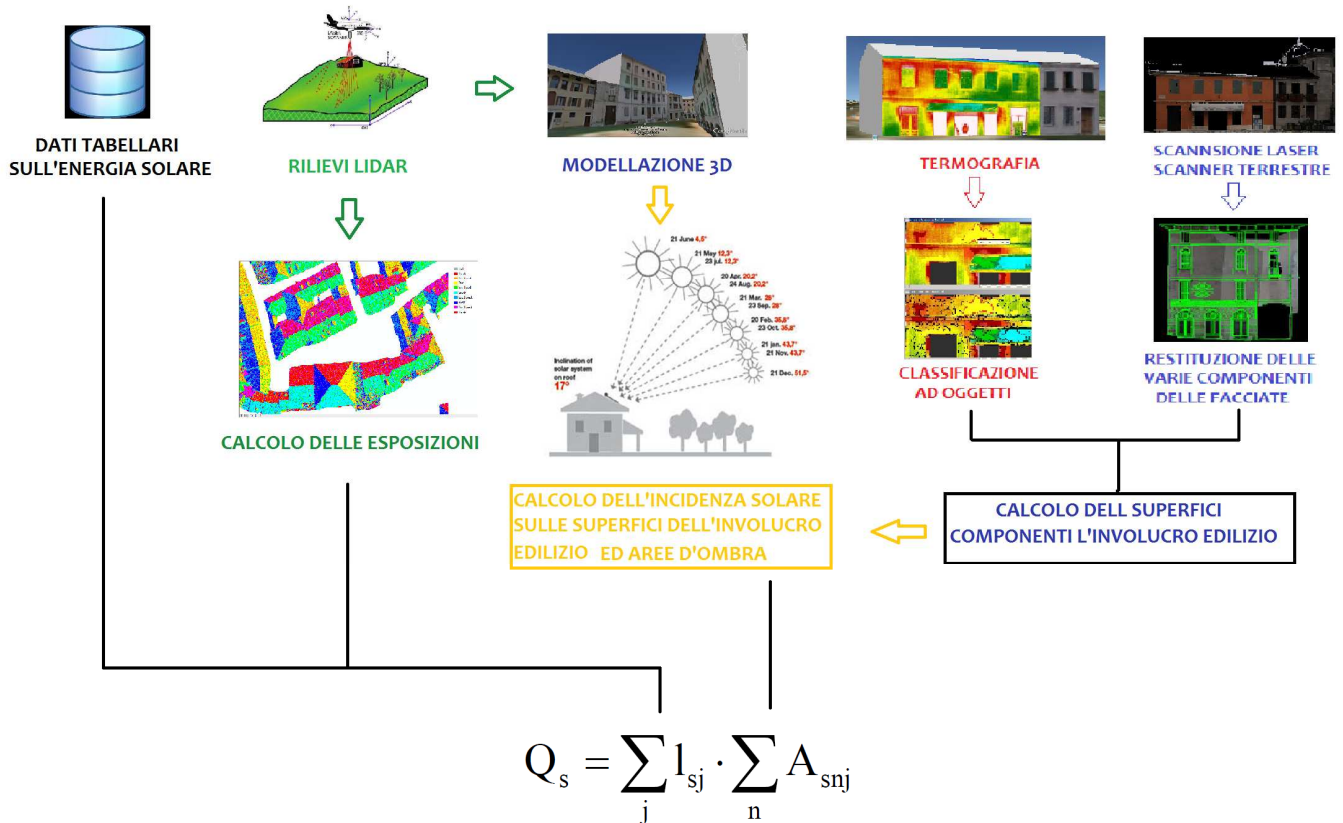 DATI TABELLARI
SULL'ENERGIA SOLARE
RILIEVI LIDAR
MODELLAZIONE 3D
TERMOGRAFIA
SCANNSIONE LASER
SCANNER TERRESTRE
21 June 4,5°
21 May 12,3°
23 jul. 12,3°
20 Apr. 20,2°
24 Aug. 20,2°
21 Mar. 28°
23 Sep. 28°
20 Feb. 35,8°
23 Oct. 35,8°
21 jan. 43,7°
21 Nov. 43,7°
21 Dec. 51,5°
Inclination of
solar system
on roof
17°
CALCOLO DELLE ESPOSIZIONI
CLASSIFICAZIONE
AD OGGETTI
RESTITUZIONE DELLE
VARIE COMPONENTI
DELLE FACCIATE
CALCOLO DELL'INCIDENZA SOLARE
SULLE SUPERFICI DELL'INVOLUCRO
EDILIZIO ED AREE D'OMBRA
CALCOLO DELL SUPERFICI
COMPONENTI L'INVOLUCRO EDILIZIO
Q_s = ∑_j l_sj · ∑_n A_snj